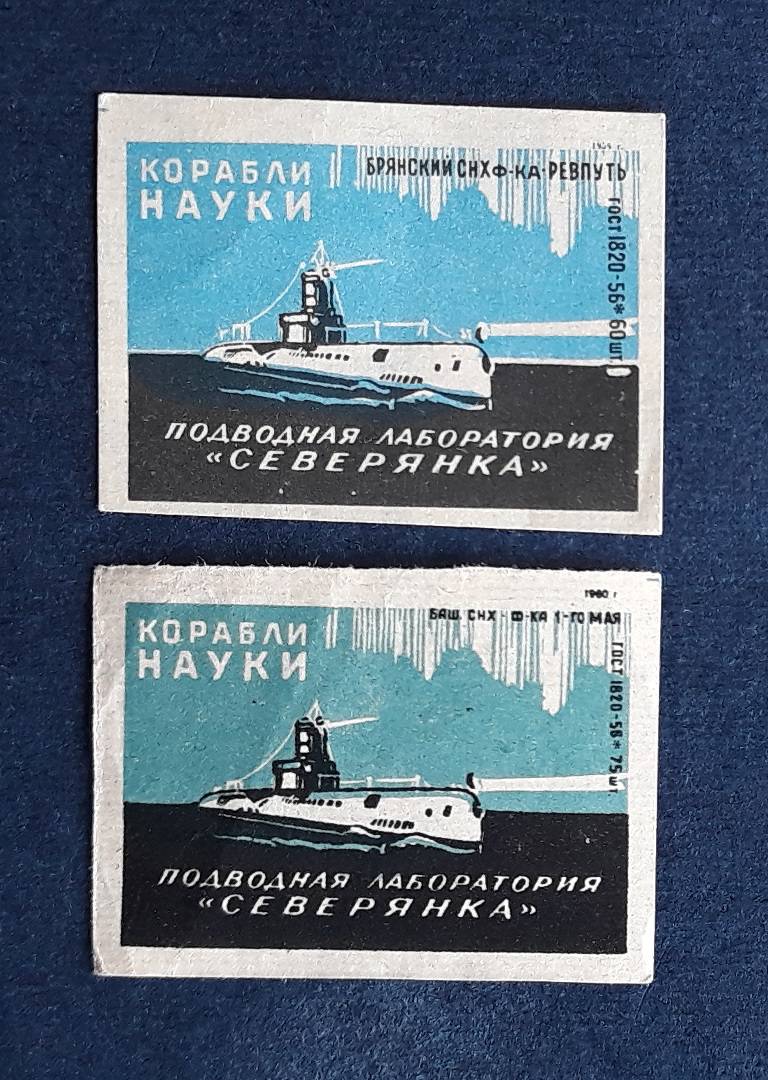 1959 г.
КОРАБЛИ
НАУКИ
БРЯНСКИЙ СНХ Ф-КА-РЕВПУТЬ
ГОСТ 1820-56* 60 шт.
ПОДВОДНАЯ ЛАБОРАТОРИЯ
«СЕВЕРЯНКА»
1960 г
БАШ. СНХ-Ф-КА 1-ГО МАЯ
КОРАБЛИ
НАУКИ
ГОСТ 1820-56* 75 шт
ПОДВОДНАЯ ЛАБОРАТОРИЯ
«СЕВЕРЯНКА»